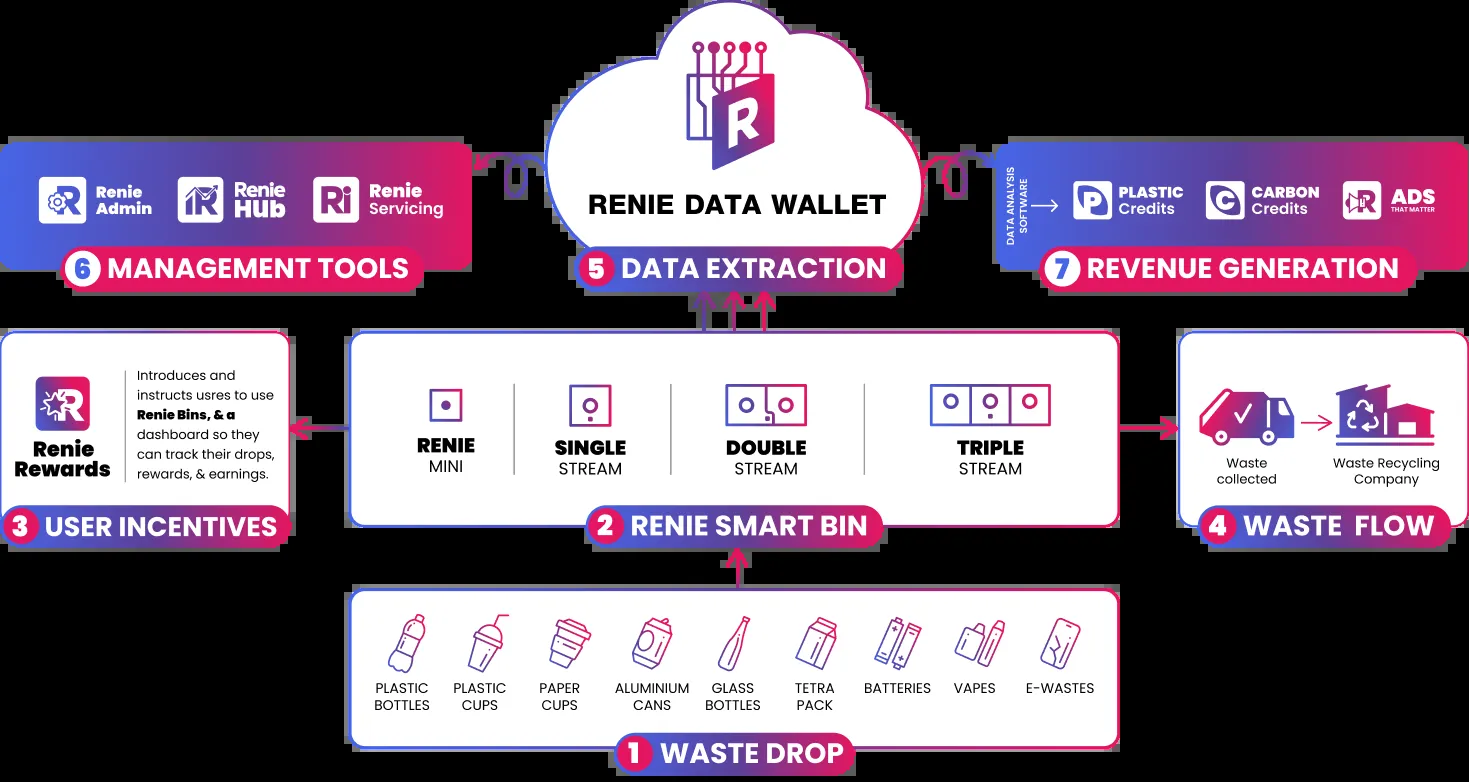 RENIE DATA WALLET
5 DATA EXTRACTION
Renie
Admin
Renie
Hub
Renie
Servicing
6 MANAGEMENT TOOLS
DATA ANALYSIS
SOFTWARE
PLASTIC
Credits
CARBON
Credits
ADS
THAT MATTER
7 REVENUE GENERATION
Renie
Rewards
Introduces and
instructs usres to use
Renie Bins, & a
dashboard so they
can track their drops,
rewards, & earnings.
3 USER INCENTIVES
RENIE
MINI
SINGLE
STREAM
DOUBLE
STREAM
TRIPLE
STREAM
2 RENIE SMART BIN
Waste
collected
Waste Recycling
Company
4 WASTE FLOW
PLASTIC
BOTTLES
PLASTIC
CUPS
PAPER
CUPS
ALUMINIUM
CANS
GLASS
BOTTLES
TETRA
PACK
BATTERIES
VAPES
E-WASTES
1 WASTE DROP